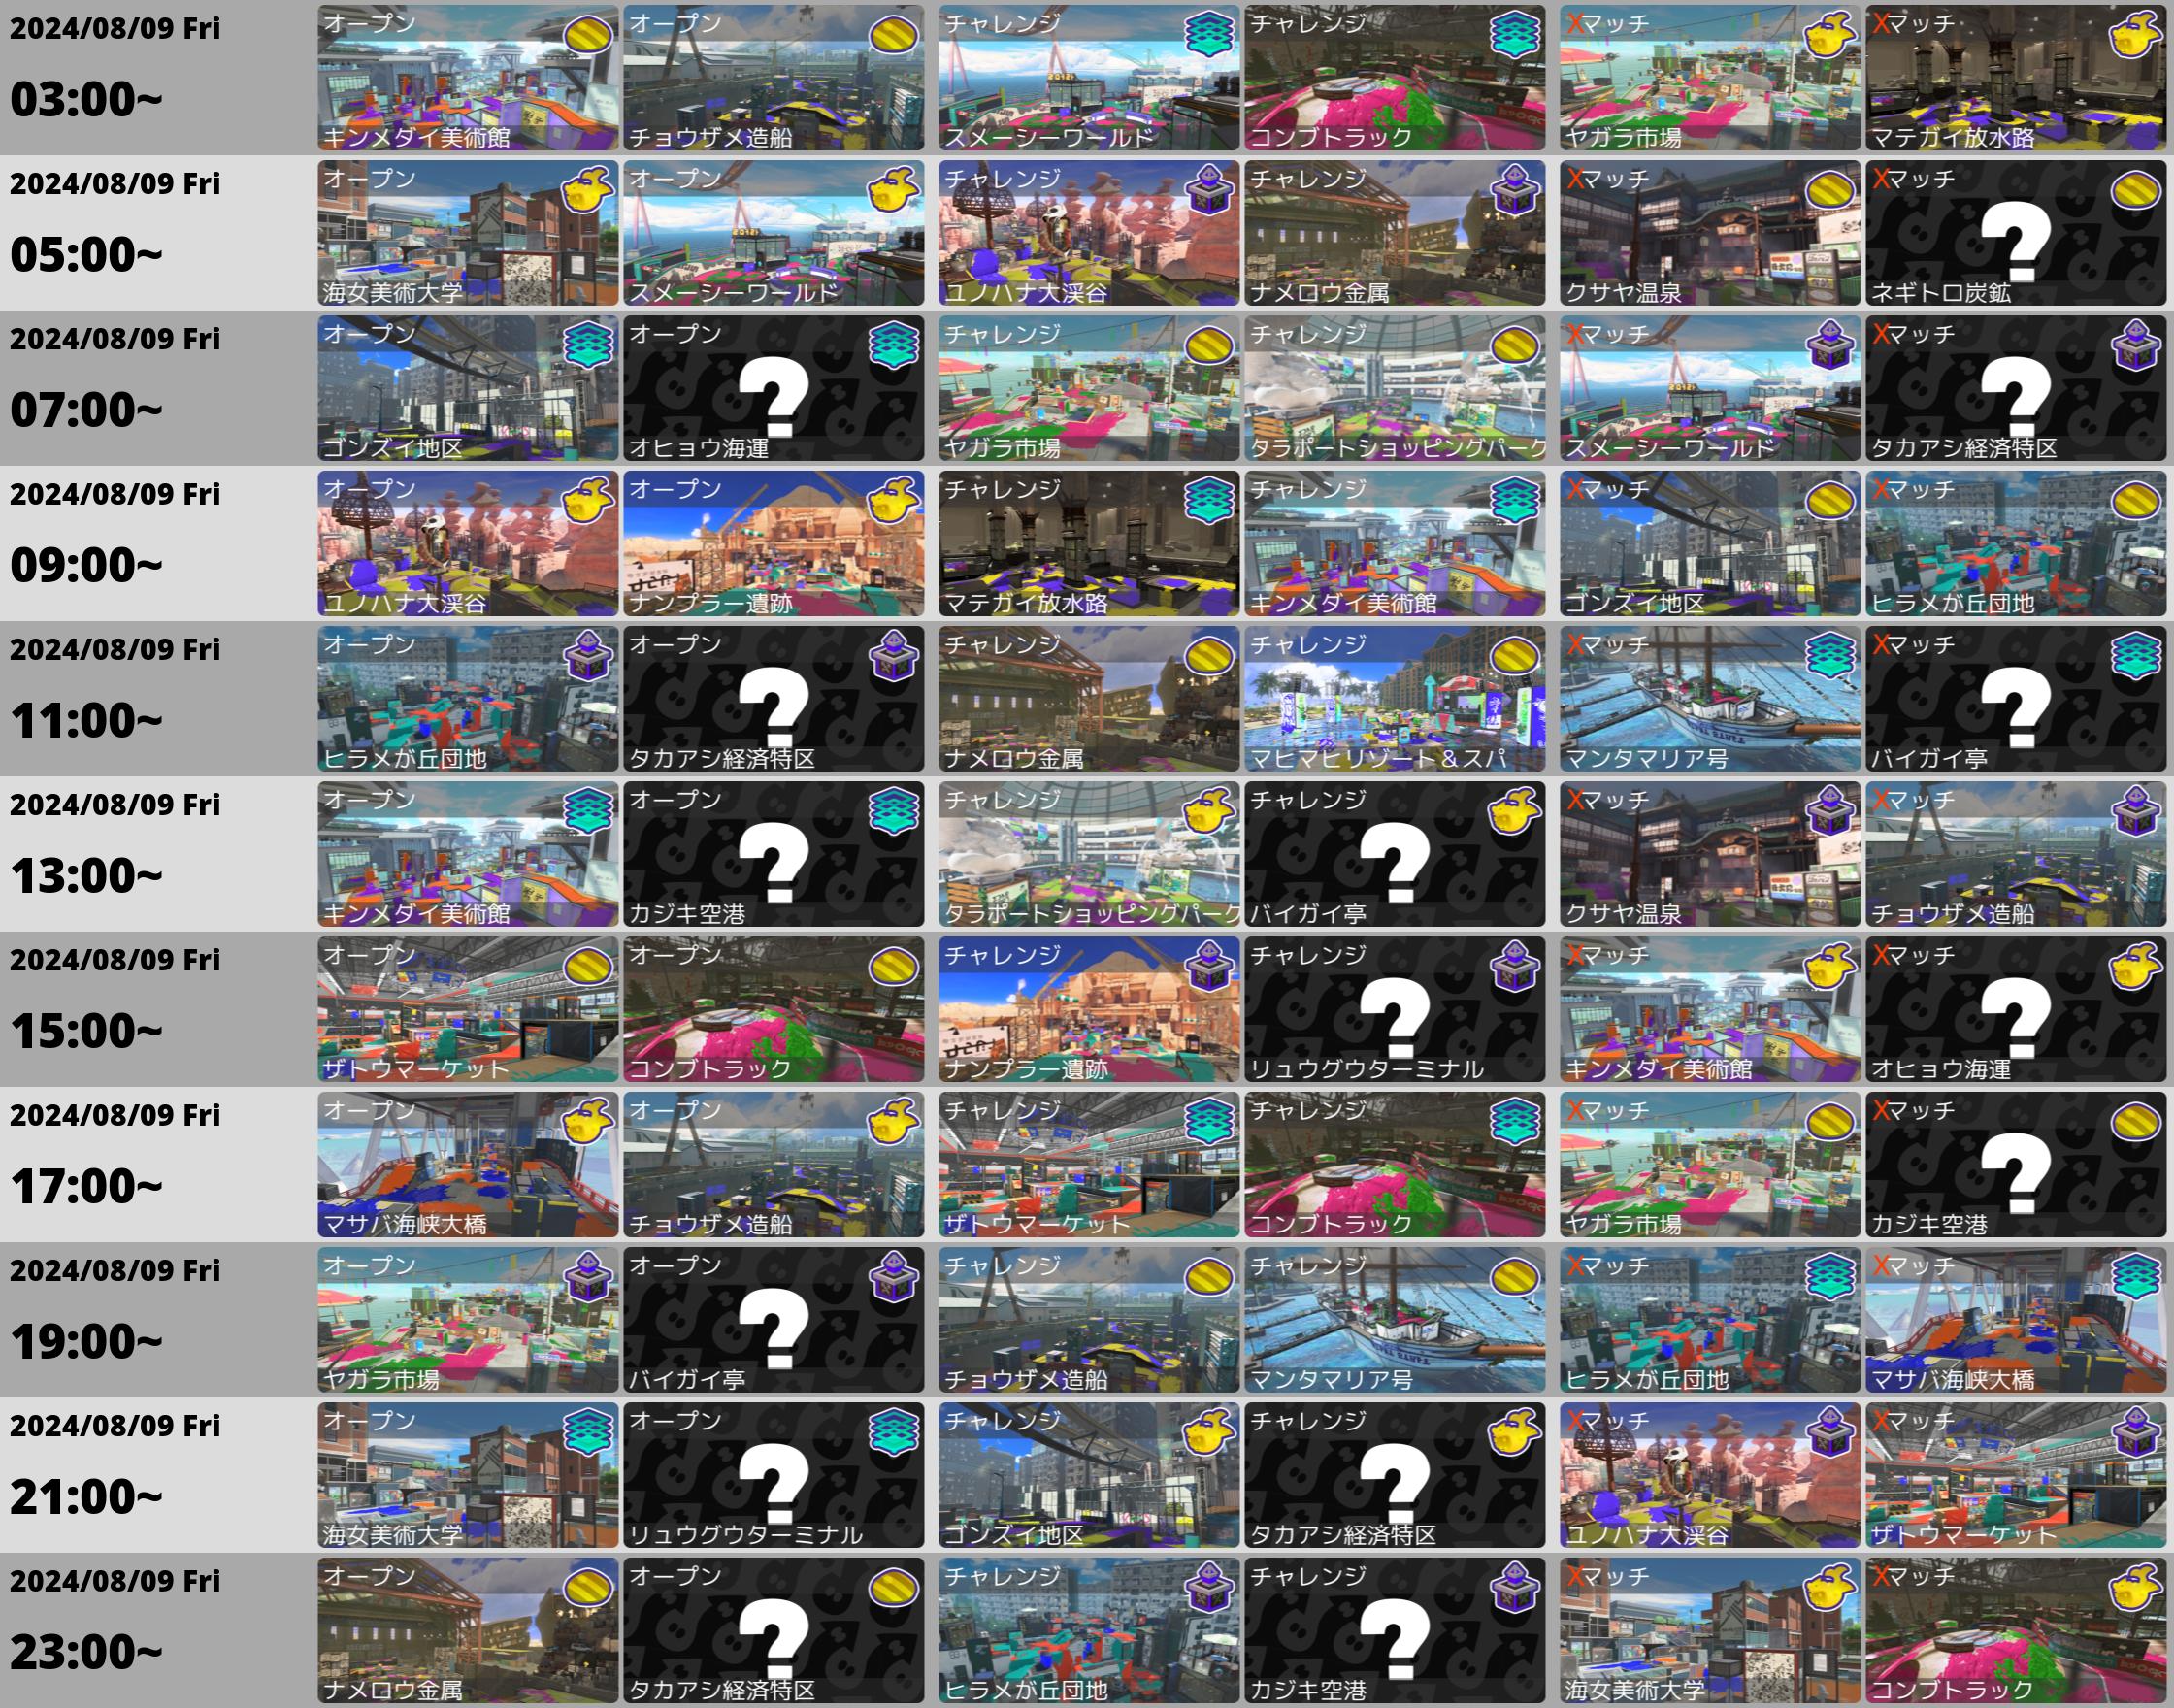 2024/08/09 Fri
03:00~
オープン
キンメダイ美術館
オープン
チョウザメ造船
チャレンジ
スメーシーワールド
チャレンジ
コンブトラック
Xマッチ
ヤガラ市場
Xマッチ
マテガイ放水路
2024/08/09 Fri
05:00~
オープン
海女美術大学
オープン
スメーシーワールド
チャレンジ
ユノハナ大渓谷
チャレンジ
ナメロウ金属
Xマッチ
クサヤ温泉
Xマッチ
ネギトロ炭鉱
2024/08/09 Fri
07:00~
オープン
ゴンズイ地区
オープン
オヒョウ海運
チャレンジ
ヤガラ市場
チャレンジ
タラポートショッピングパーク
Xマッチ
スメーシーワールド
Xマッチ
タカアシ経済特区
2024/08/09 Fri
09:00~
オープン
ユノハナ大渓谷
オープン
ナンプラー遺跡
チャレンジ
マテガイ放水路
チャレンジ
キンメダイ美術館
Xマッチ
ゴンズイ地区
Xマッチ
ヒラメが丘団地
2024/08/09 Fri
11:00~
オープン
ヒラメが丘団地
オープン
タカアシ経済特区
チャレンジ
ナメロウ金属
チャレンジ
マヒマヒリゾート＆スパ
Xマッチ
マンタマリア号
Xマッチ
バイガイ亭
2024/08/09 Fri
13:00~
オープン
キンメダイ美術館
オープン
カジキ空港
チャレンジ
タラポートショッピングパーク
チャレンジ
バイガイ亭
Xマッチ
クサヤ温泉
Xマッチ
チョウザメ造船
2024/08/09 Fri
15:00~
オープン
ザトウマーケット
オープン
コンブトラック
チャレンジ
ナンプラー遺跡
チャレンジ
リュウグウターミナル
Xマッチ
キンメダイ美術館
Xマッチ
オヒョウ海運
2024/08/09 Fri
17:00~
オープン
マサバ海峡大橋
オープン
チョウザメ造船
チャレンジ
ザトウマーケット
チャレンジ
コンブトラック
Xマッチ
ヤガラ市場
Xマッチ
カジキ空港
2024/08/09 Fri
19:00~
オープン
ヤガラ市場
オープン
バイガイ亭
チャレンジ
チョウザメ造船
チャレンジ
マンタマリア号
Xマッチ
ヒラメが丘団地
Xマッチ
マサバ海峡大橋
2024/08/09 Fri
21:00~
オープン
海女美術大学
オープン
リュウグウターミナル
チャレンジ
ゴンズイ地区
チャレンジ
タカアシ経済特区
Xマッチ
ユノハナ大渓谷
Xマッチ
ザトウマーケット
2024/08/09 Fri
23:00~
オープン
ナメロウ金属
オープン
タカアシ経済特区
チャレンジ
ヒラメが丘団地
チャレンジ
カジキ空港
Xマッチ
海女美術大学
Xマッチ
コンブトラック